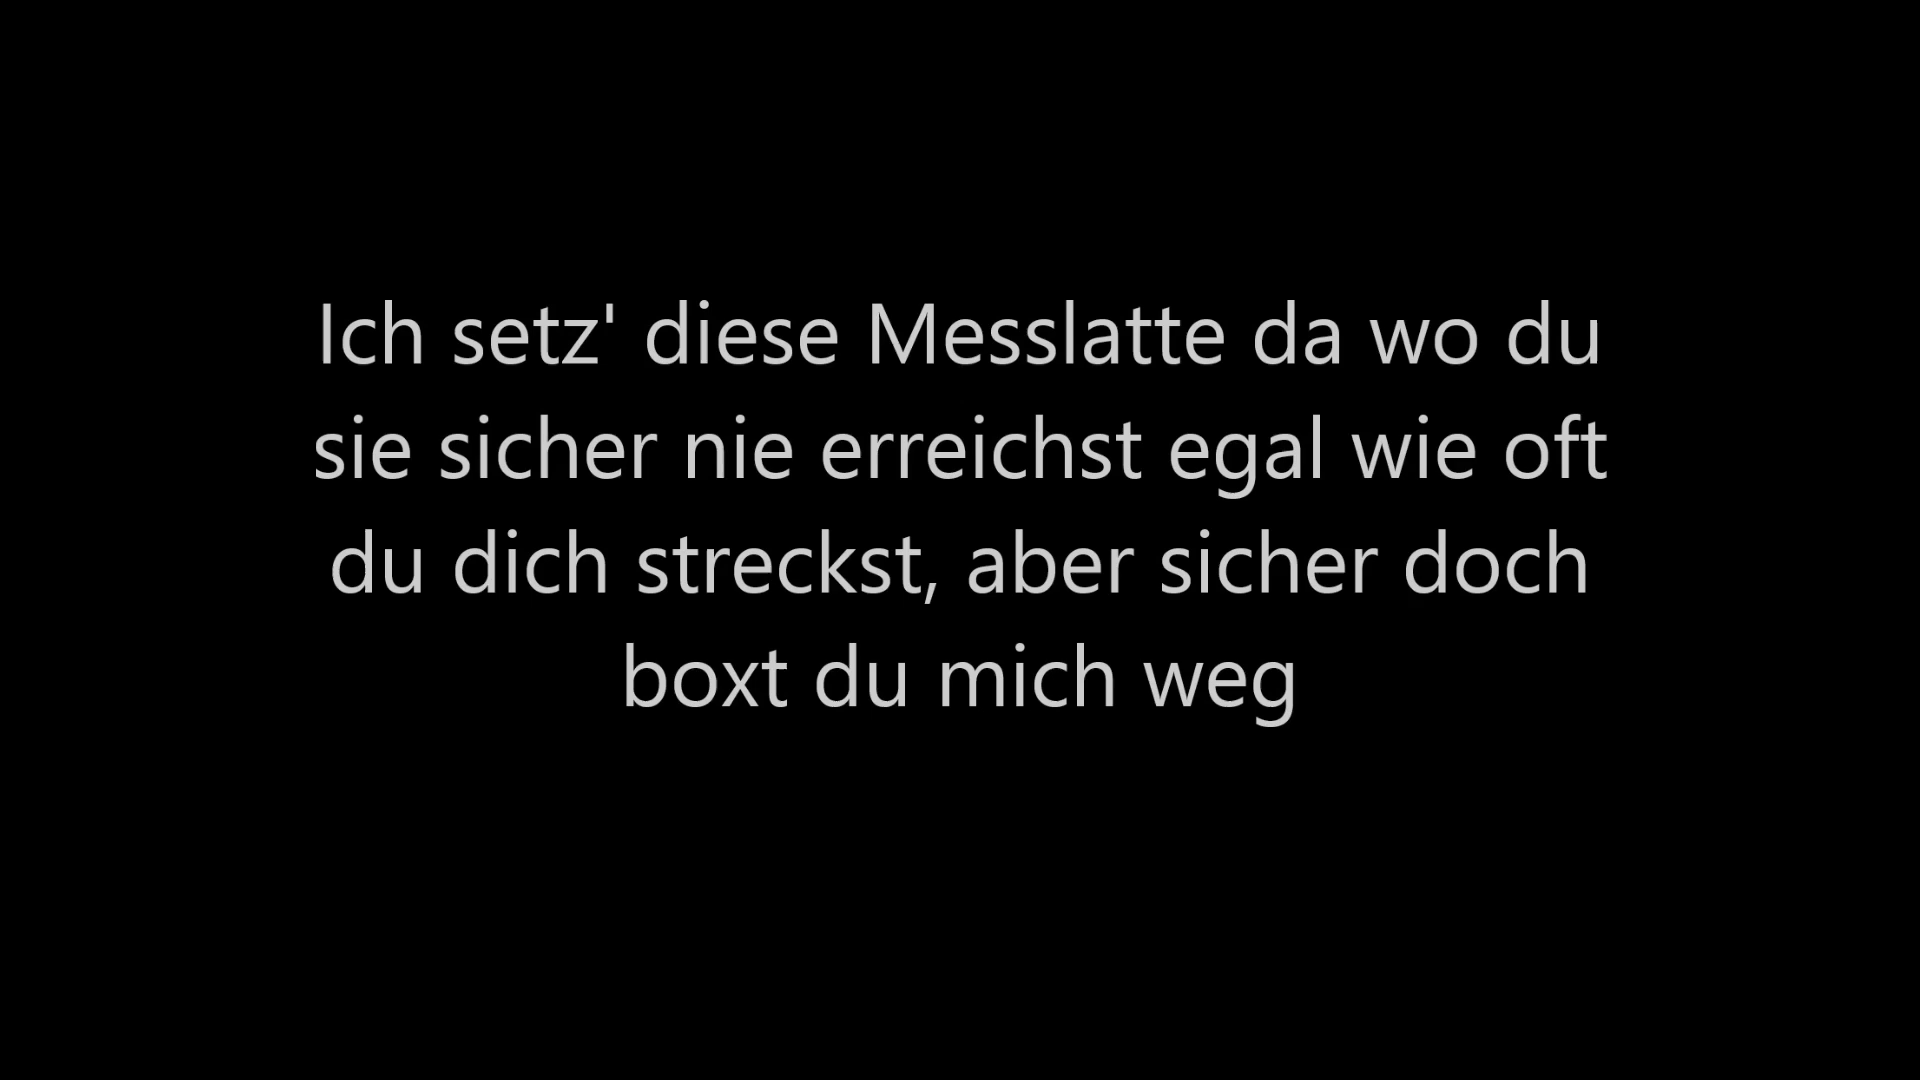 Ich setz' diese Messlatte da wo du
sie sicher nie erreichst egal wie oft
du dich streckst, aber sicher doch
boxt du mich weg